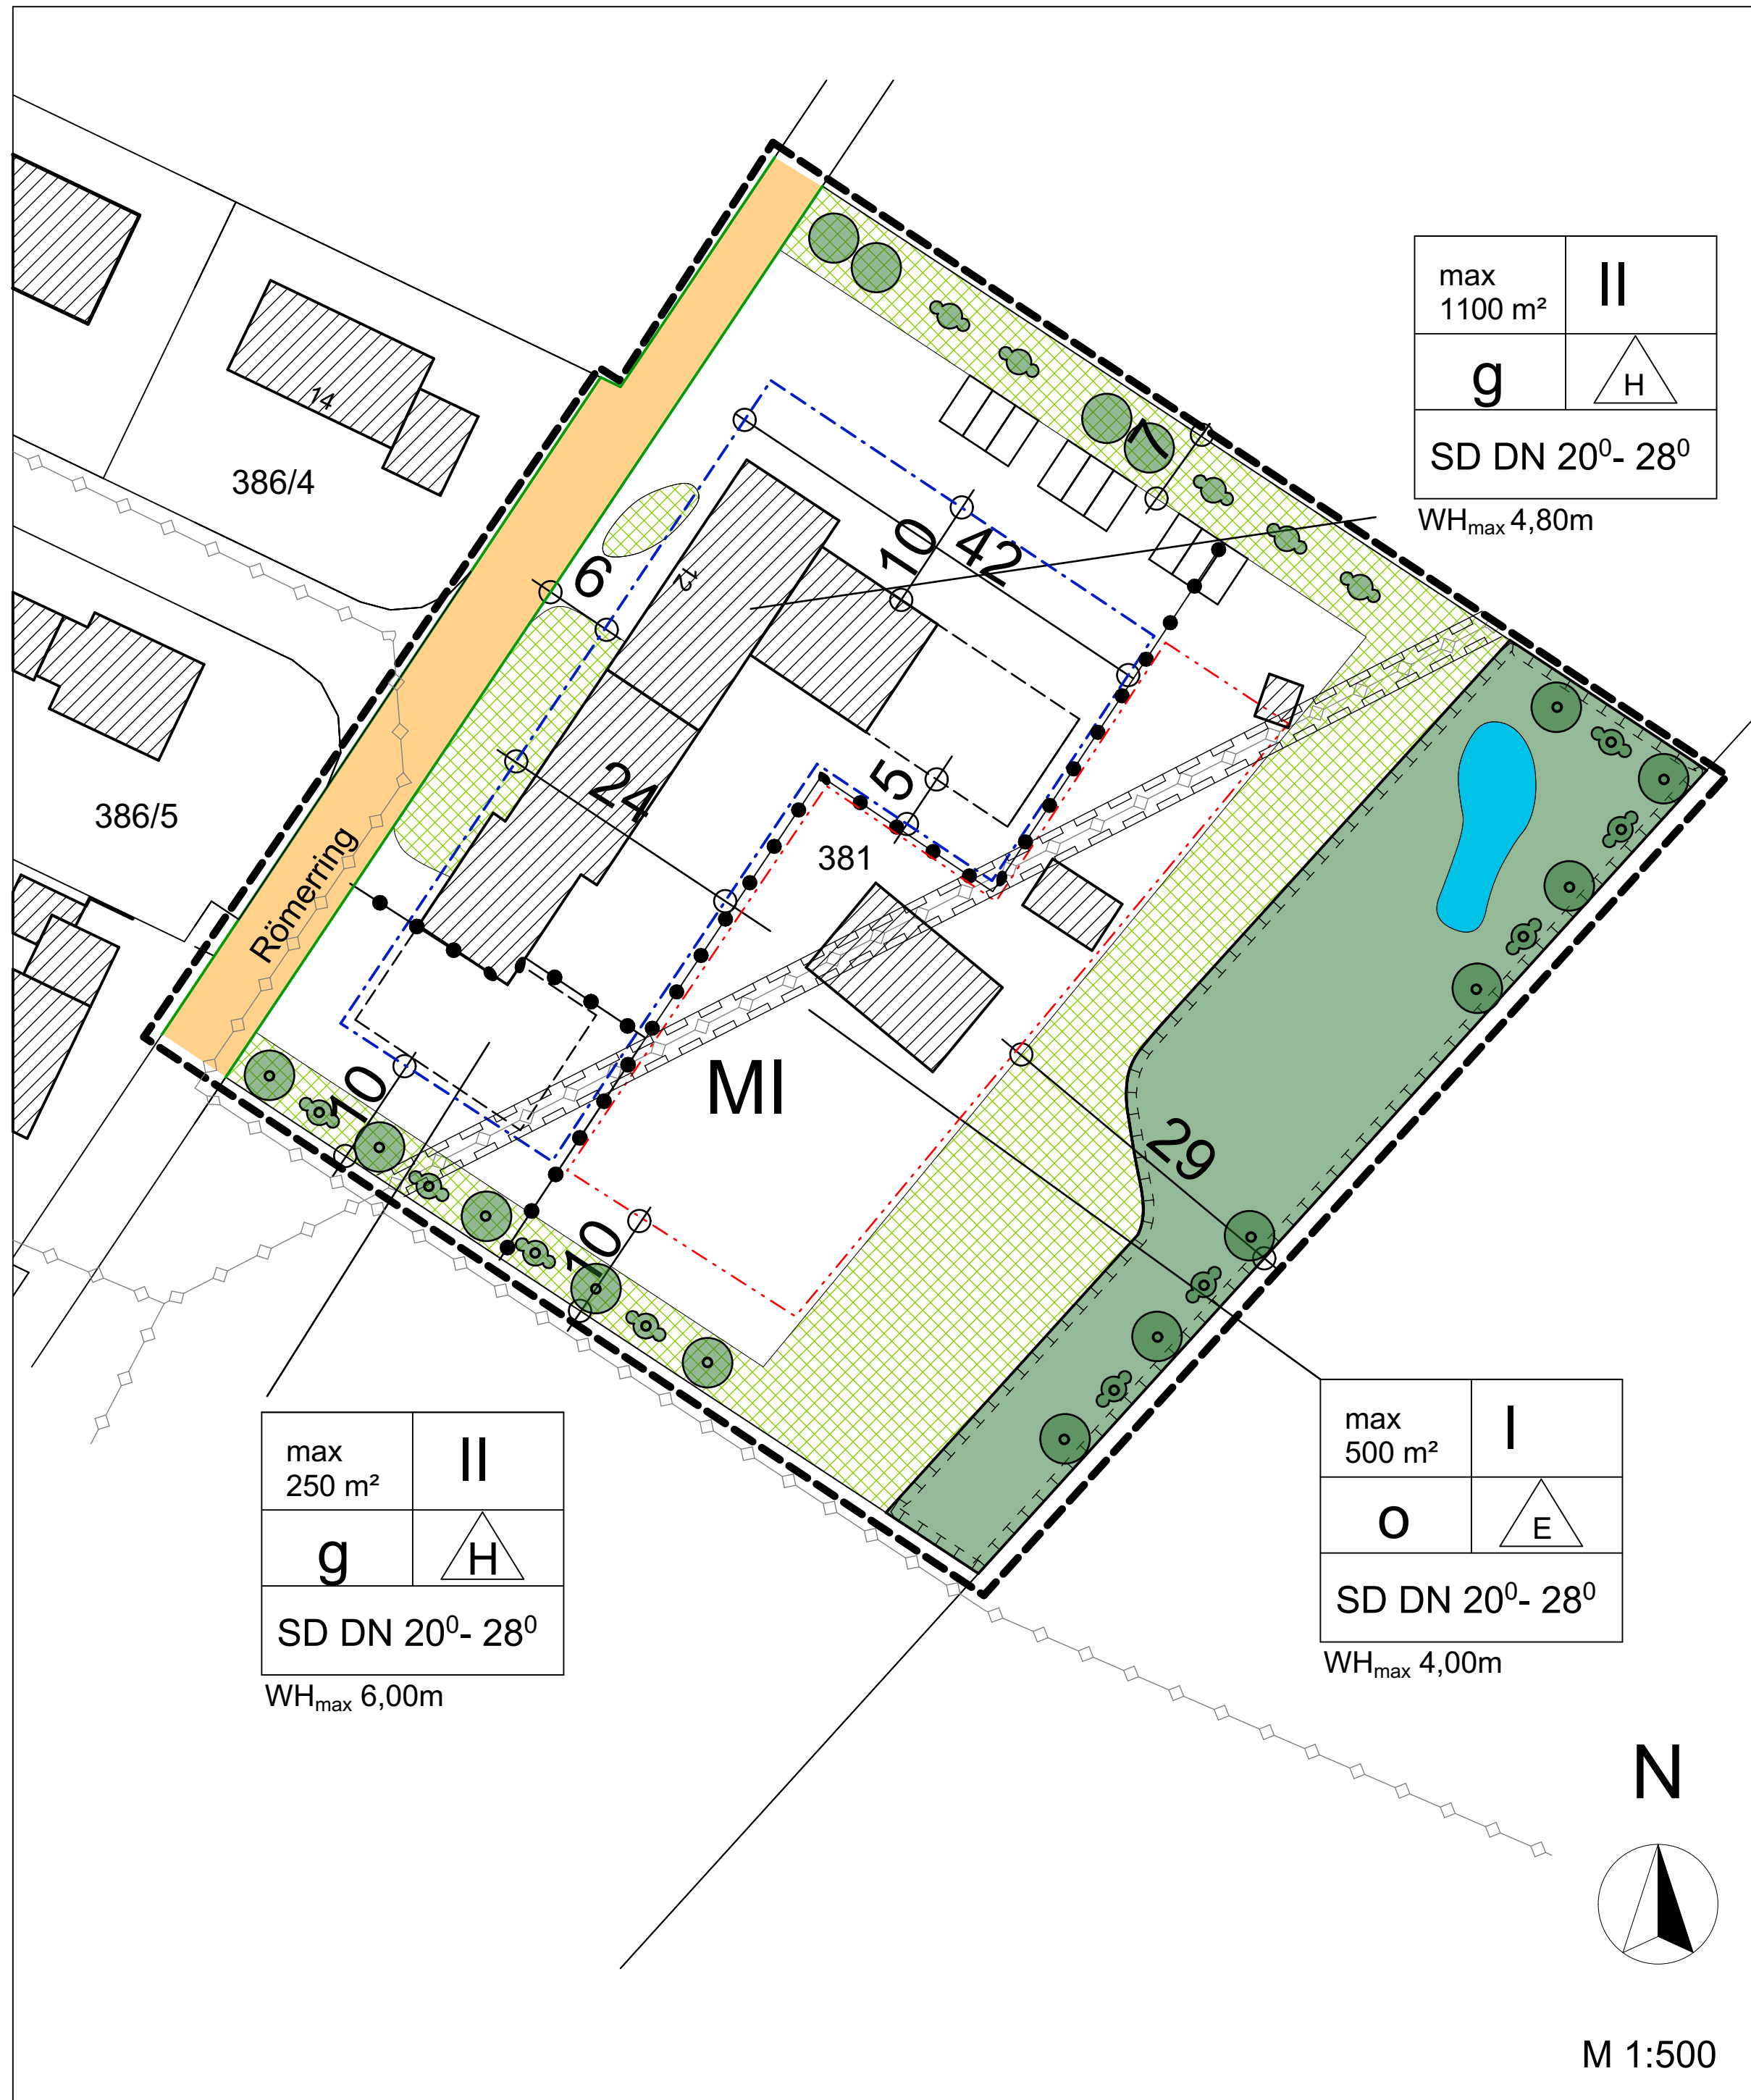 max
1100 m²
II
g
H
SD DN 20⁰- 28⁰
WHmax 4,80m
14
386/4
7
10
42
6
12
386/5
24
5
381
Römerring
MI
10
29
10
max
250 m²
II
g
H
SD DN 20⁰- 28⁰
WHmax 6,00m
max
500 m²
I
o
E
SD DN 20⁰- 28⁰
WHmax 4,00m
N
M 1:500